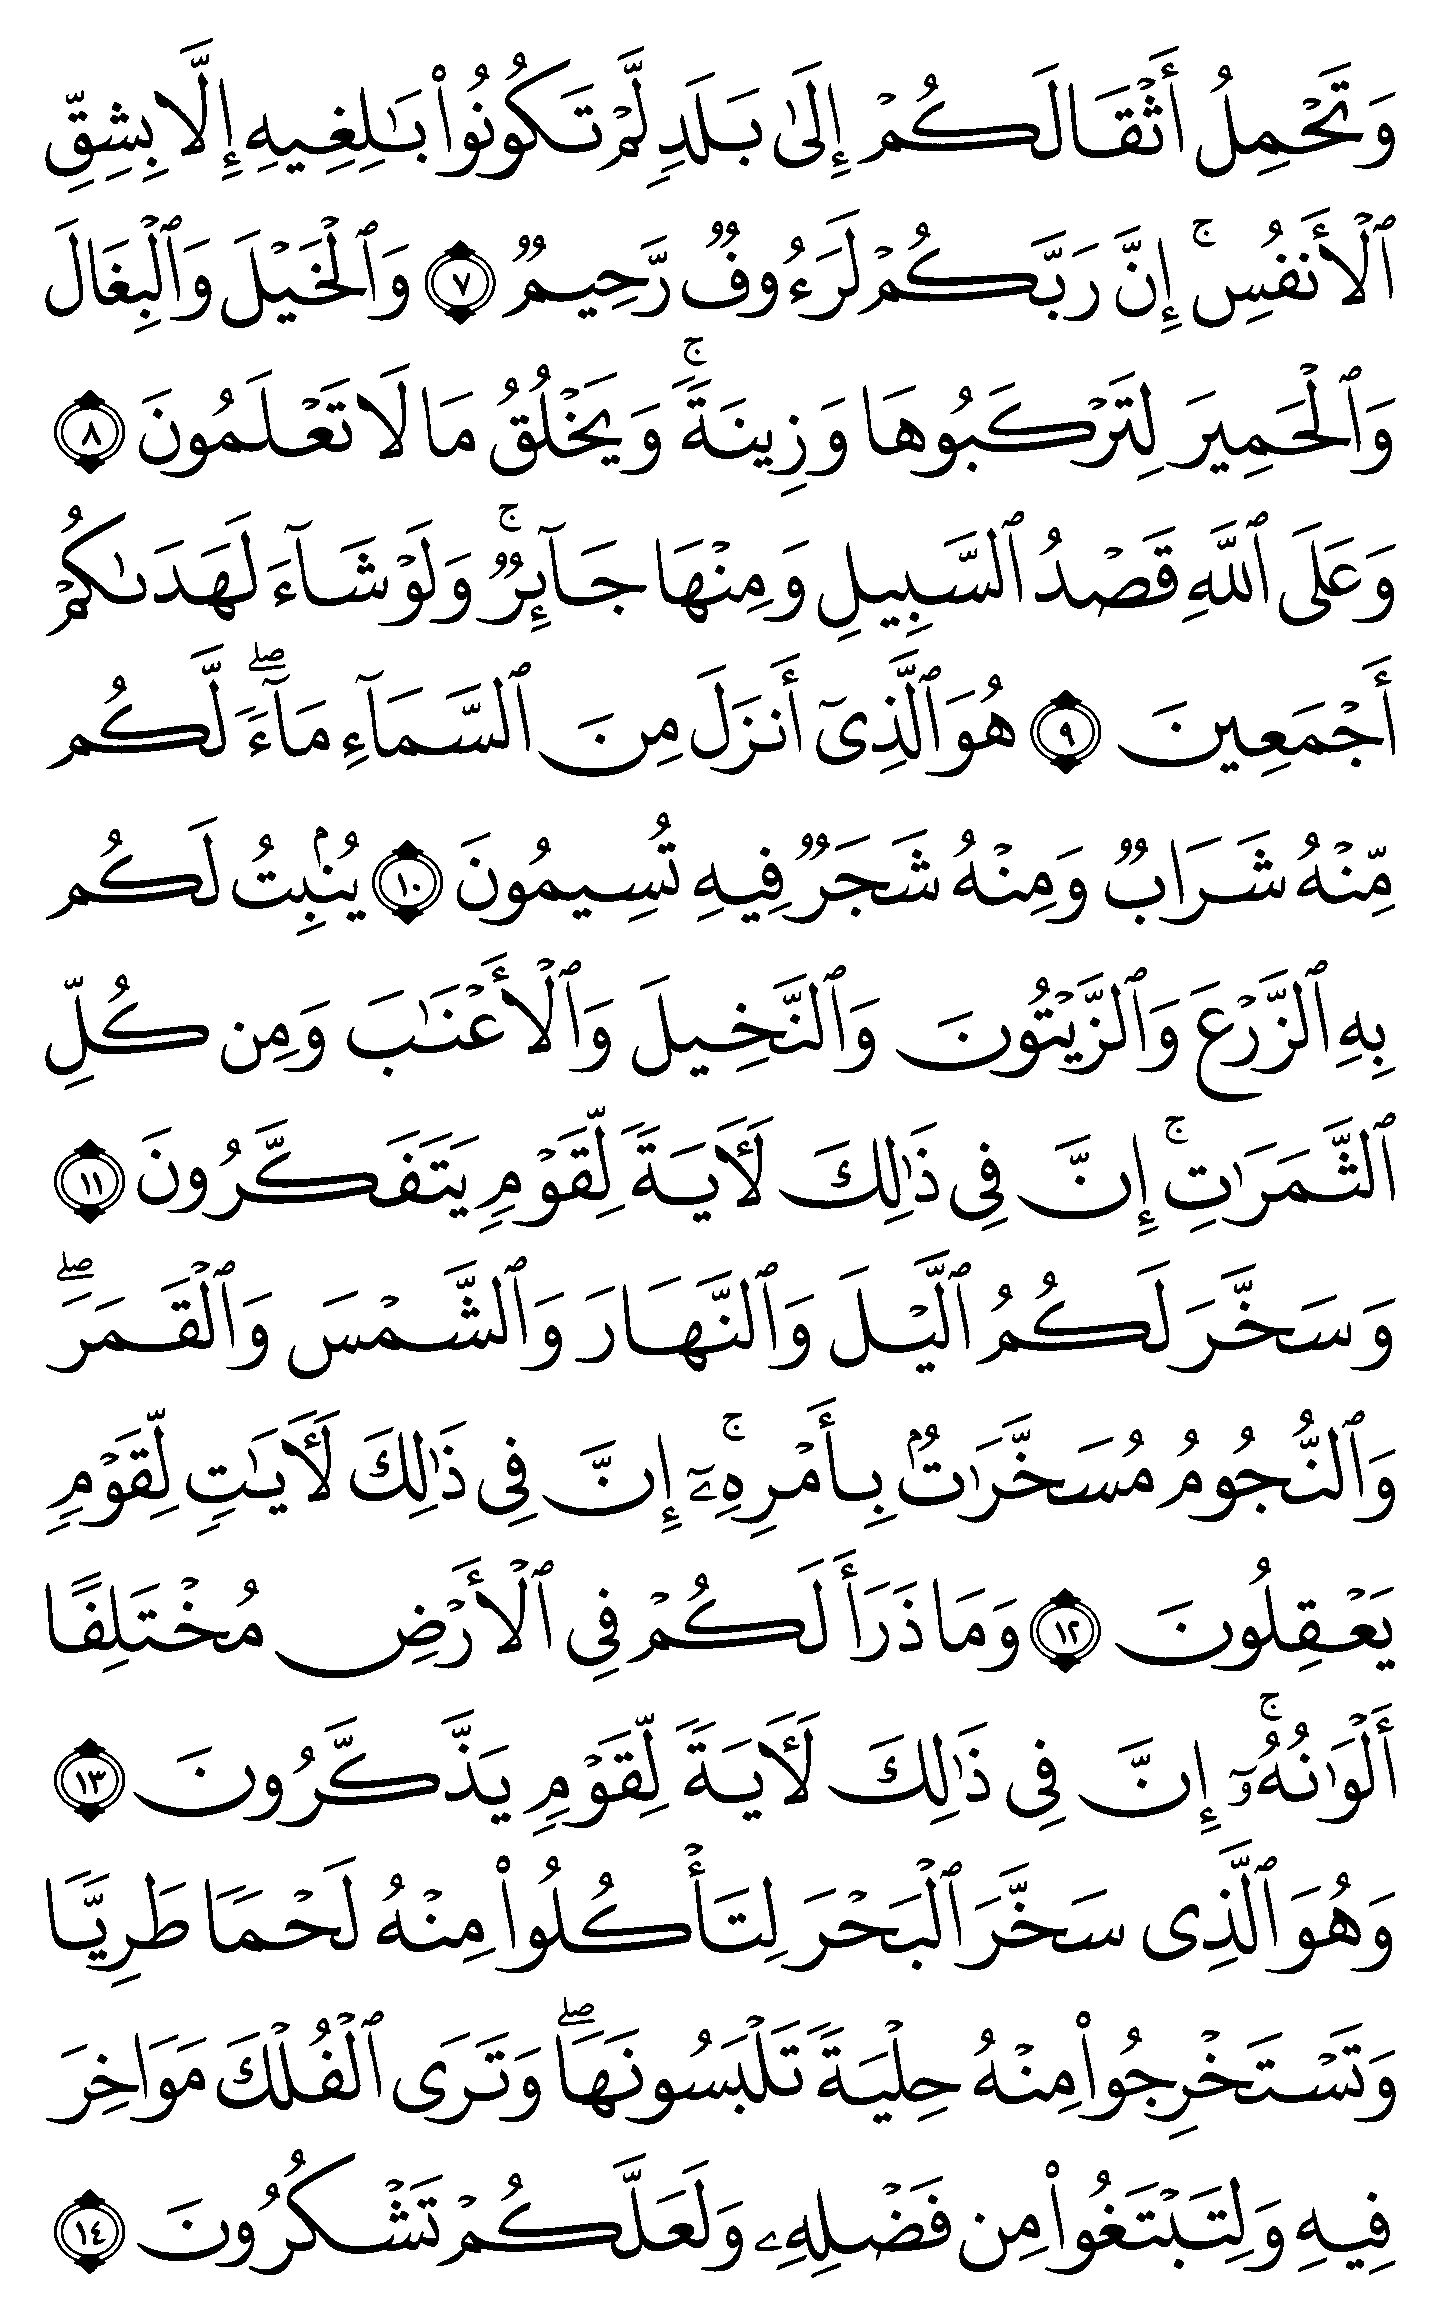 وَتَحۡمِلُ أَثۡقَالَكُمۡ إِلَىٰ بَلَدٖ لَّمۡ تَكُونُواْ بَٰلِغِيهِ إِلَّا بِشِقِّ
ٱلۡأَنفُسِۚ إِنَّ رَبَّكُمۡ لَرَءُوفٞ رَّحِيمٞ ٧ وَٱلۡخَيۡلَ وَٱلۡبِغَالَ
وَٱلۡحَمِيرَ لِتَرۡكَبُوهَا وَزِينَةٗۚ وَيَخۡلُقُ مَا لَا تَعۡلَمُونَ ٨
وَعَلَى ٱللَّهِ قَصۡدُ ٱلسَّبِيلِ وَمِنۡهَا جَآئِرٞۚ وَلَوۡ شَآءَ لَهَدَىٰكُمۡ
أَجۡمَعِينَ ٩ هُوَ ٱلَّذِيٓ أَنزَلَ مِنَ ٱلسَّمَآءِ مَآءٗۖ لَّكُم
مِّنۡهُ شَرَابٞ وَمِنۡهُ شَجَرٞ فِيهِ تُسِيمُونَ ١٠ يُنۢبِتُ لَكُم
بِهِ ٱلزَّرۡعَ وَٱلزَّيۡتُونَ وَٱلنَّخِيلَ وَٱلۡأَعۡنَٰبَ وَمِن كُلِّ
ٱلثَّمَرَٰتِۚ إِنَّ فِي ذَٰلِكَ لَأٓيَةٗ لِّقَوۡمٖ يَتَفَكَّرُونَ ١١
وَسَخَّرَ لَكُمُ ٱلَّيۡلَ وَٱلنَّهَارَ وَٱلشَّمۡسَ وَٱلۡقَمَرَۖ
وَٱلنُّجُومُ مُسَخَّرَٰتُۢ بِأَمۡرِهِۦٓۚ إِنَّ فِي ذَٰلِكَ لَأٓيَٰتٖ لِّقَوۡمٖ
يَعۡقِلُونَ ١٢ وَمَا ذَرَأَ لَكُمۡ فِي ٱلۡأَرۡضِ مُخۡتَلِفًا
أَلۡوَٰنُهُۥٓۚ إِنَّ فِي ذَٰلِكَ لَأٓيَةٗ لِّقَوۡمٖ يَذَّكَّرُونَ ١٣
وَهُوَ ٱلَّذِي سَخَّرَ ٱلۡبَحۡرَ لِتَأۡكُلُواْ مِنۡهُ لَحۡمٗا طَرِيّٗا
وَتَسۡتَخۡرِجُواْ مِنۡهُ حِلۡيَةٗ تَلۡبَسُونَهَاۖ وَتَرَى ٱلۡفُلۡكَ مَوَاخِرَ
فِيهِ وَلِتَبۡتَغُواْ مِن فَضۡلِهِۦ وَلَعَلَّكُمۡ تَشۡكُرُونَ ١٤